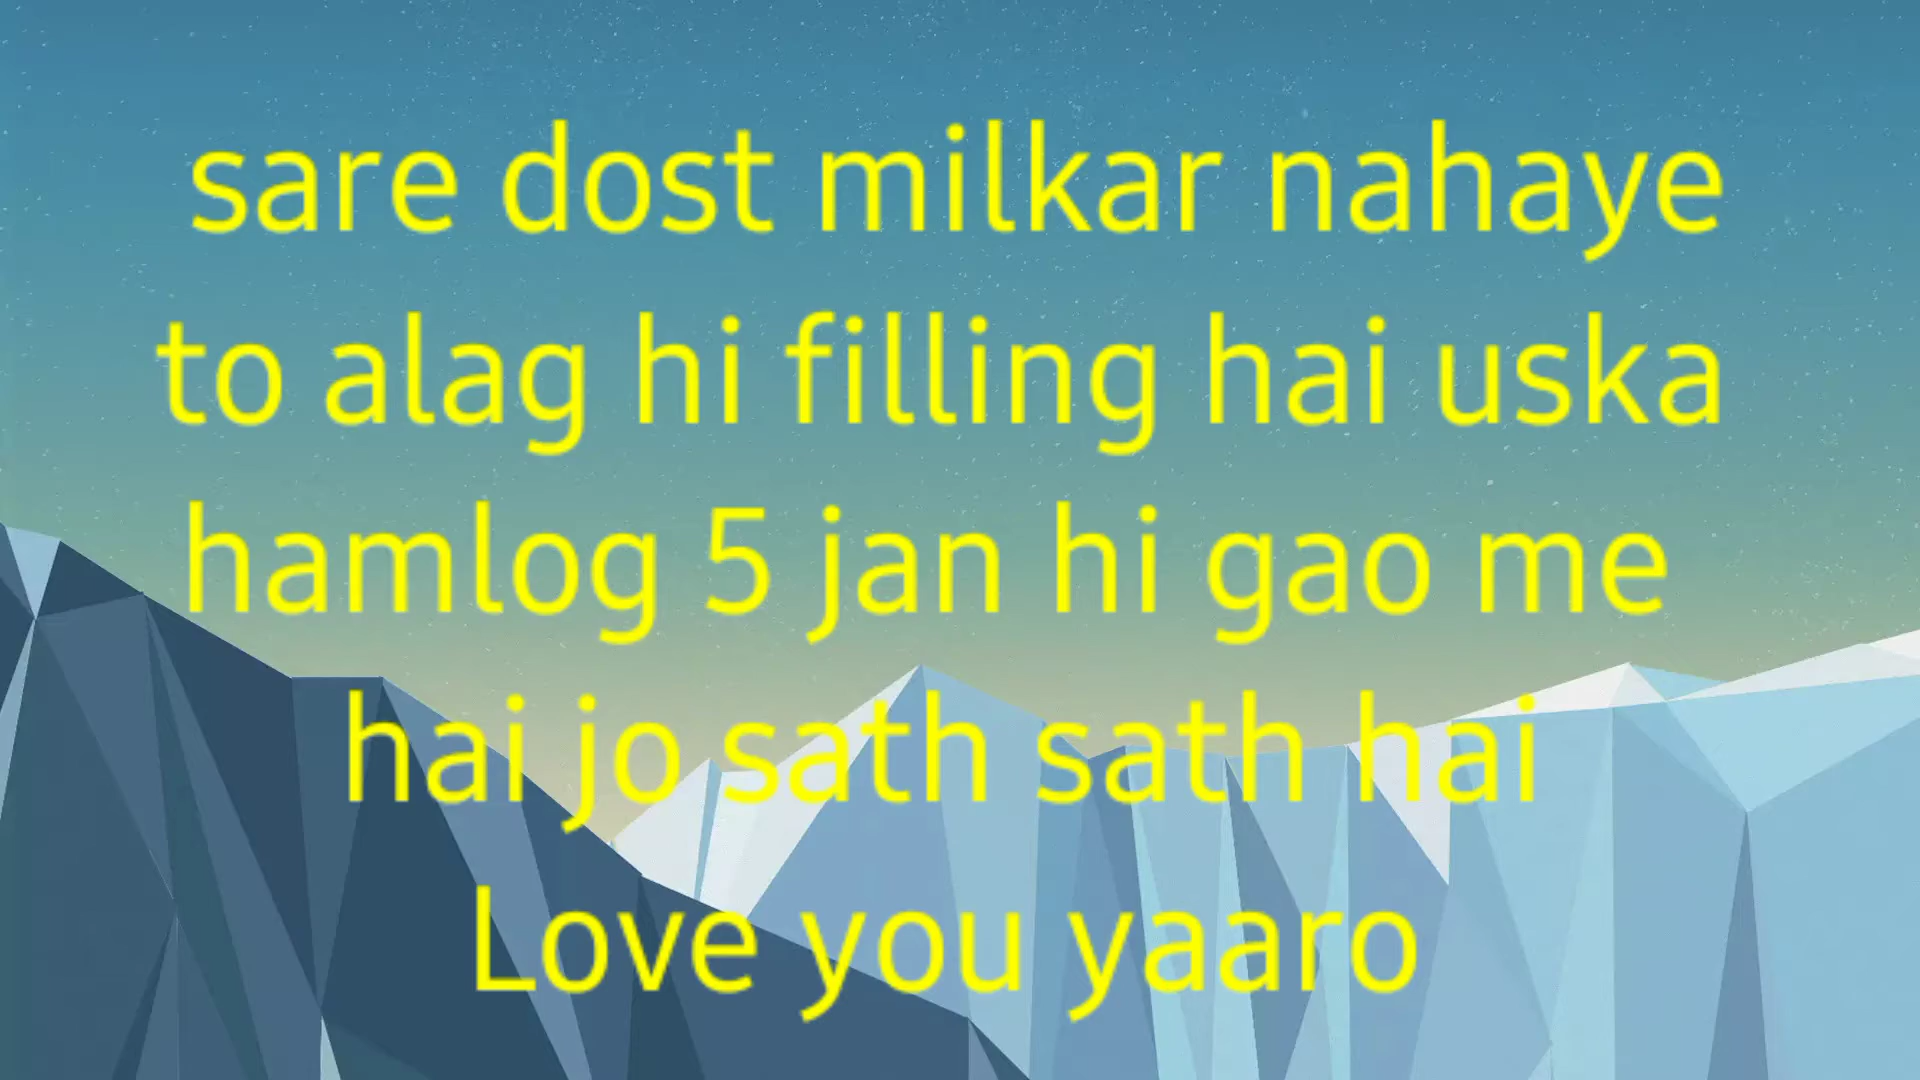 sare dost milkar nahaye
to alag hi filling hai uska
hamlog 5 jan hi gao me
hai jo sath sath hai
Love you yaaro